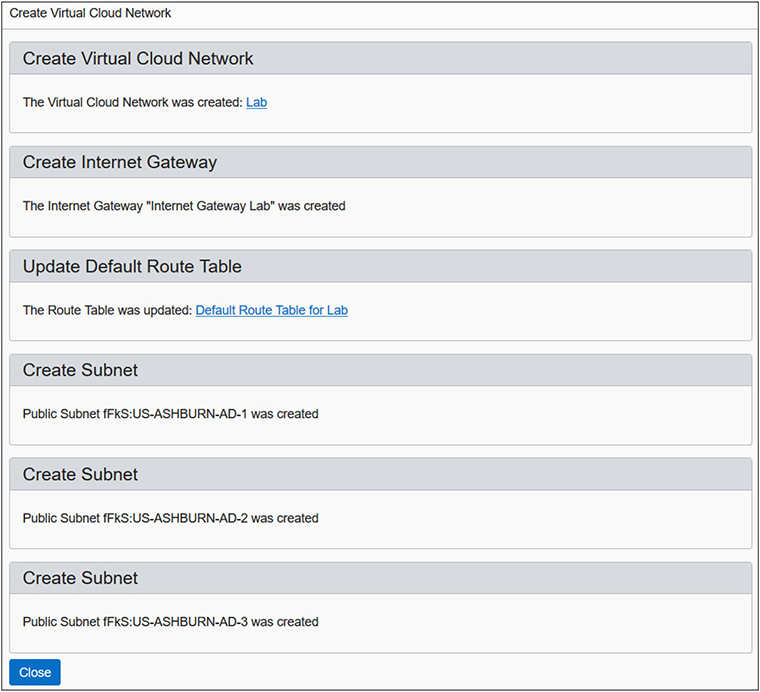 Create Virtual Cloud Network
Create Virtual Cloud Network
The Virtual Cloud Network was created: Lab
Create Internet Gateway
The Internet Gateway "Internet Gateway Lab" was created
Update Default Route Table
The Route Table was updated: Default Route Table for Lab
Create Subnet
Public Subnet fFkS:US-ASHBURN-AD-1 was created
Create Subnet
Public Subnet fFkS:US-ASHBURN-AD-2 was created
Create Subnet
Public Subnet fFkS:US-ASHBURN-AD-3 was created
Close